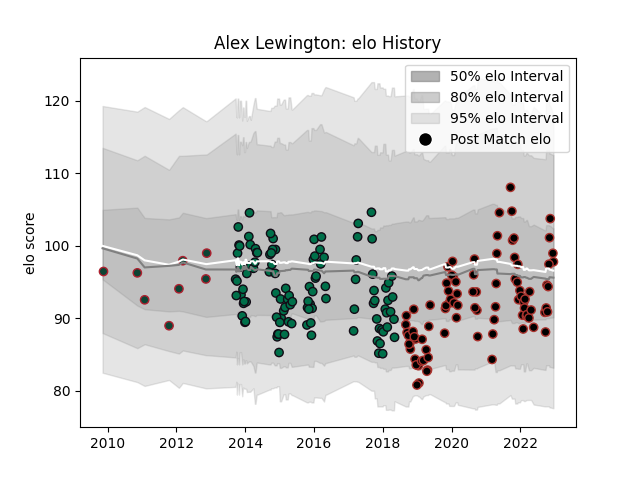 Alex Lewington: elo History
50% elo Interval
80% elo Interval
95% elo Interval
Post Match elo
elo score
120
110
100
90
80
2010 2012 2014 2016 2018 2020 2022